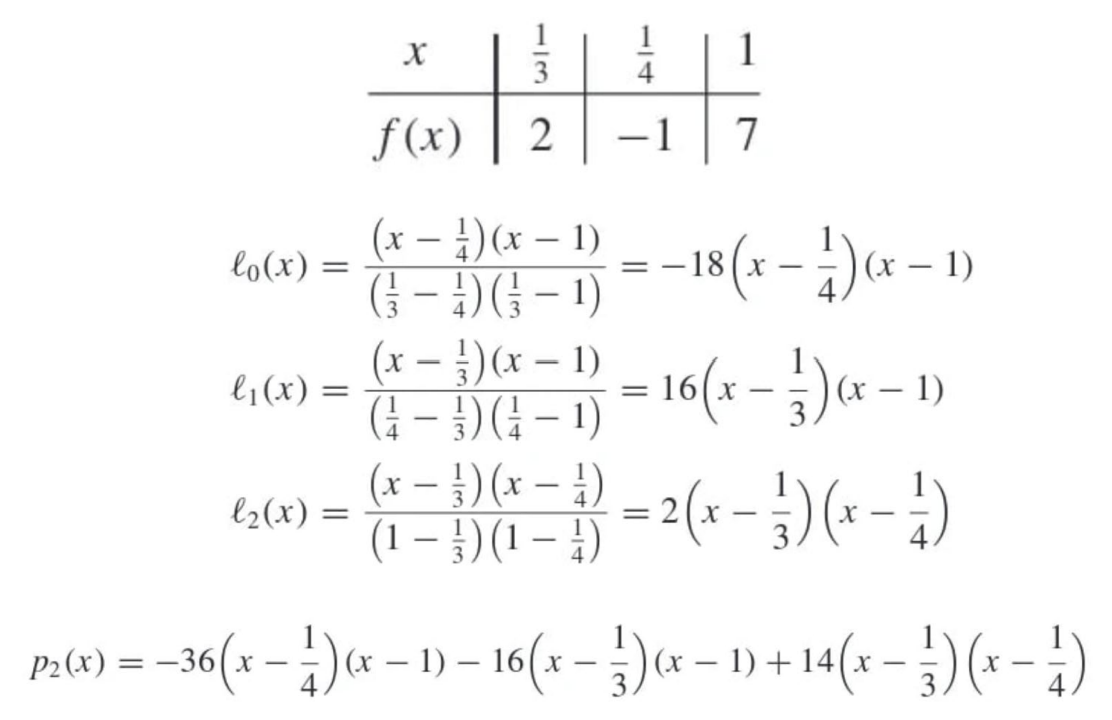 x | 1/3 | 1/4 | 1
f(x) | 2 | −1 | 7
ℓ₀(x) = (x − 1/4)(x − 1) / (1/3 − 1/4)(1/3 − 1) = −18(x − 1/4)(x − 1)
ℓ₁(x) = (x − 1/3)(x − 1) / (1/4 − 1/3)(1/4 − 1) = 16(x − 1/3)(x − 1)
ℓ₂(x) = (x − 1/3)(x − 1/4) / (1 − 1/3)(1 − 1/4) = 2(x − 1/3)(x − 1/4)
p₂(x) = −36(x − 1/4)(x − 1) − 16(x − 1/3)(x − 1) + 14(x − 1/3)(x − 1/4)